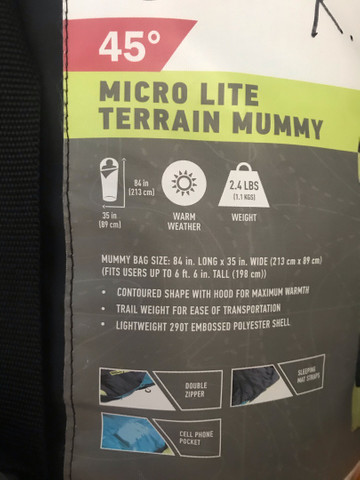 R.
45°
MICRO LITE
TERRAIN MUMMY
84 in
(213 cm)
35 in
(89 cm)
WARM
WEATHER
2.4 LBS
(1.1 KGS)
WEIGHT
MUMMY BAG SIZE: 84 in. LONG x 35 in. WIDE (213 cm x 89 cm)
(FITS USERS UP TO 6 ft. 6 in. TALL (198 cm))
• CONTOURED SHAPE WITH HOOD FOR MAXIMUM WARMTH
• TRAIL WEIGHT FOR EASE OF TRANSPORTATION
• LIGHTWEIGHT 290T EMBOSSED POLYESTER SHELL
DOUBLE
ZIPPER
SLEEPING
MAT STRAPS
CELL PHONE
POCKET